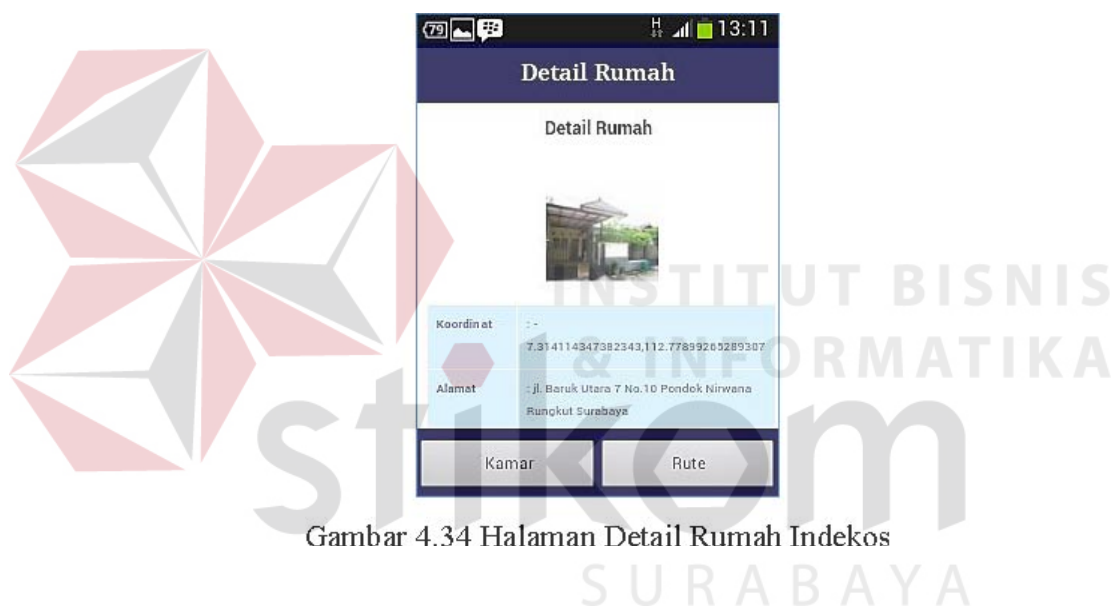 79 H 13:11
Detail Rumah
Detail Rumah
Koordinat : -
7.314114347382343,112.77899265289307
Alamat : jl. Baruk Utara 7 No.10 Pondok Nirwana
Rungkut Surabaya
Kamar Rute
INSTITUT BISNIS
& INFORMATIKA
stikom
SURABAYA
Gambar 4.34 Halaman Detail Rumah Indekos